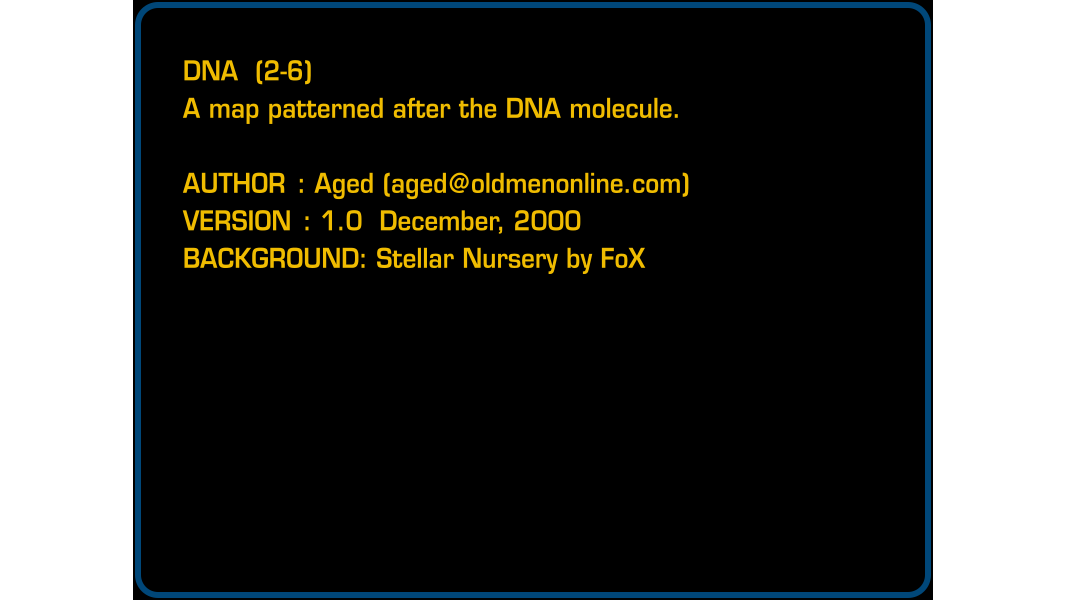 DNA  (2-6)
A map patterned after the DNA molecule.
AUTHOR  : Aged (aged@oldmenonline.com)
VERSION  : 1.0  December, 2000
BACKGROUND: Stellar Nursery by FoX